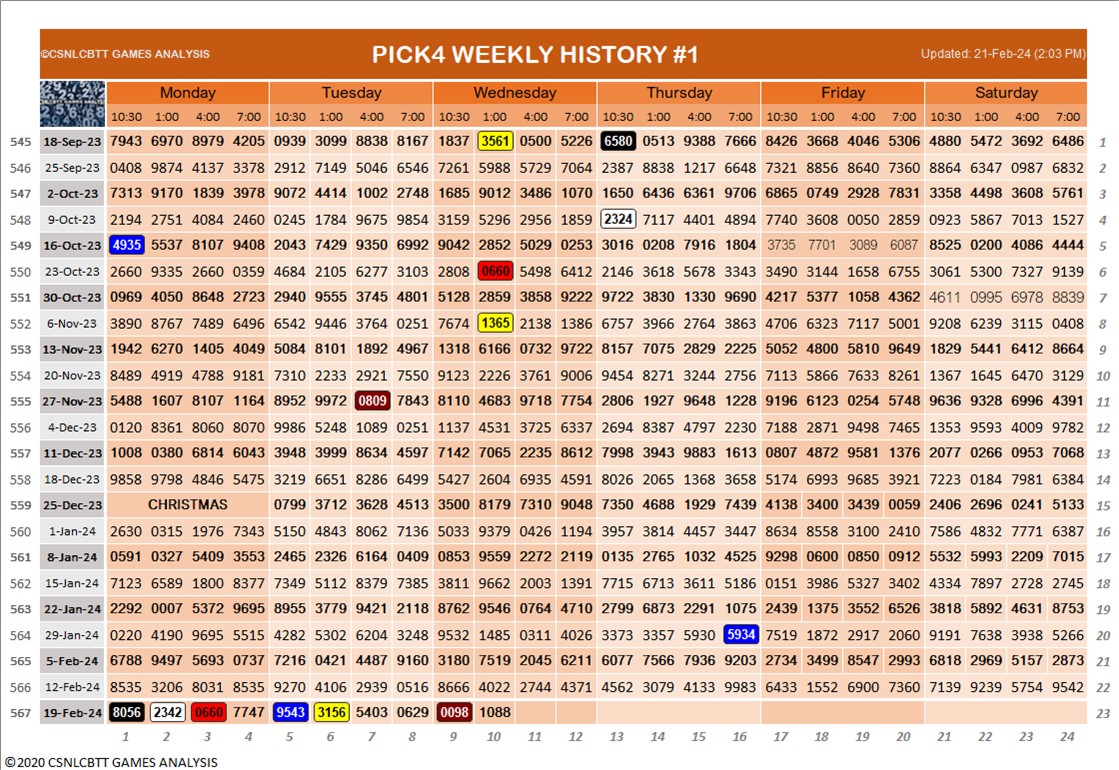 ©CSNLCBTT GAMES ANALYSIS PICK4 WEEKLY HISTORY #1 Updated: 21-Feb-24 (2:03 PM)
Monday Tuesday Wednesday Thursday Friday Saturday
10:30 1:00 4:00 7:00 10:30 1:00 4:00 7:00 10:30 1:00 4:00 7:00 10:30 1:00 4:00 7:00 10:30 1:00 4:00 7:00 10:30 1:00 4:00 7:00
545 18-Sep-23 7943 6970 8979 4205 0939 3099 8838 8167 1837 3561 0500 5226 6580 0513 9388 7666 8426 3668 4046 5306 4880 5472 3692 6486 1
546 25-Sep-23 0408 9874 4137 3378 2912 7149 5046 6546 7261 5988 5729 7064 2387 8838 1217 6648 7321 8856 8640 7360 8864 6347 0987 6832 2
547 2-Oct-23 7313 9170 1839 3978 9072 4414 1002 2748 1685 9012 3486 1070 1650 6436 6361 9706 6865 0749 2928 7831 3358 4498 3608 5761 3
548 9-Oct-23 2194 2751 4084 2460 0245 1784 9675 9854 3159 5296 2956 1859 2324 7117 4401 4894 7740 3608 0050 2859 0923 5867 7013 1527 4
549 16-Oct-23 4935 5537 8107 9408 2043 7429 9350 6992 9042 2852 5029 0253 3016 0208 7916 1804 3735 7701 3089 6087 8525 0200 4086 4444 5
550 23-Oct-23 2660 9335 2660 0359 4684 2105 6277 3103 2808 0660 5498 6412 2146 3618 5678 3343 3490 3144 1658 6755 3061 5300 7327 9139 6
551 30-Oct-23 0969 4050 8648 2723 2940 9555 3745 4801 5128 2859 3858 9222 9722 3830 1330 9690 4217 5377 1058 4362 4611 0995 6978 8839 7
552 6-Nov-23 3890 8767 7489 6496 6542 9446 3764 0251 7674 1365 2138 1386 6757 3966 2764 3863 4706 6323 7117 5001 9208 6239 3115 0408 8
553 13-Nov-23 1942 6270 1405 4049 5084 8101 1892 4967 1318 6166 0732 9722 8157 7075 2829 2225 5052 4800 5810 9649 1829 5441 6412 8664 9
554 20-Nov-23 8489 4919 4788 9181 7310 2233 2921 7550 9123 2226 3761 9006 9454 8271 3244 2756 7113 5866 7633 8261 1367 1645 6470 3129 10
555 27-Nov-23 5488 1607 8107 1164 8952 9972 0809 7843 8110 4683 9718 7754 2806 1927 9648 1228 9196 6123 0254 5748 9636 9328 6996 4391 11
556 4-Dec-23 0120 8361 8060 8070 9986 5248 1089 0251 1137 4531 3725 6337 2694 8387 4797 2230 7188 2871 9498 7465 1353 9593 4009 9782 12
557 11-Dec-23 1008 0380 6814 6043 3948 3999 8634 4597 7142 7065 2235 8612 7998 3943 9883 1613 0807 4872 9581 1376 2077 0266 0953 7068 13
558 18-Dec-23 9858 9798 4846 5475 3219 6651 8286 6499 5427 2604 6935 4591 8026 2065 1368 3658 5174 6993 9685 3921 7223 0184 7981 6384 14
559 25-Dec-23 CHRISTMAS 0799 3712 3628 4513 3500 8179 7310 9048 7350 4688 1929 7439 4138 3400 3439 0059 2406 2696 0241 5133 15
560 1-Jan-24 2630 0315 1976 7343 5150 4843 8062 7136 5033 9379 0426 1194 3957 3814 4457 3447 8634 8558 3100 2410 7586 4832 7771 6387 16
561 8-Jan-24 0591 0327 5409 3553 2465 2326 6164 0409 0853 9559 2272 2119 0135 2765 1032 4525 9298 0600 0850 0912 5532 5993 2209 7015 17
562 15-Jan-24 7123 6589 1800 8377 7349 5112 8379 7385 3811 9662 2003 1391 7715 6713 3611 5186 0151 3986 5327 3402 4334 7897 2728 2745 18
563 22-Jan-24 2292 0007 5372 9695 8955 3779 9421 2118 8762 9546 0764 4710 2799 6873 2291 1075 2439 1375 3552 6526 3818 5892 4631 8753 19
564 29-Jan-24 0220 4190 9695 5515 4282 5302 6204 3248 9532 1485 0311 4026 3373 3357 5930 5934 7519 1872 2917 2060 9191 7638 3938 5266 20
565 5-Feb-24 6788 9497 5693 0737 7216 0421 4487 9160 3180 7519 2045 6211 6077 7566 7936 9203 2734 3499 8547 2993 6818 2969 5157 2873 21
566 12-Feb-24 8535 3206 8031 8535 9270 4106 2939 0516 8666 4022 2744 4371 4562 3079 4133 9983 6433 1552 6900 7360 7139 9239 5754 9542 22
567 19-Feb-24 8056 2342 0660 7747 9543 3156 5403 0629 0098 1088 23
1 2 3 4 5 6 7 8 9 10 11 12 13 14 15 16 17 18 19 20 21 22 23 24
©2020 CSNLCBTT GAMES ANALYSIS